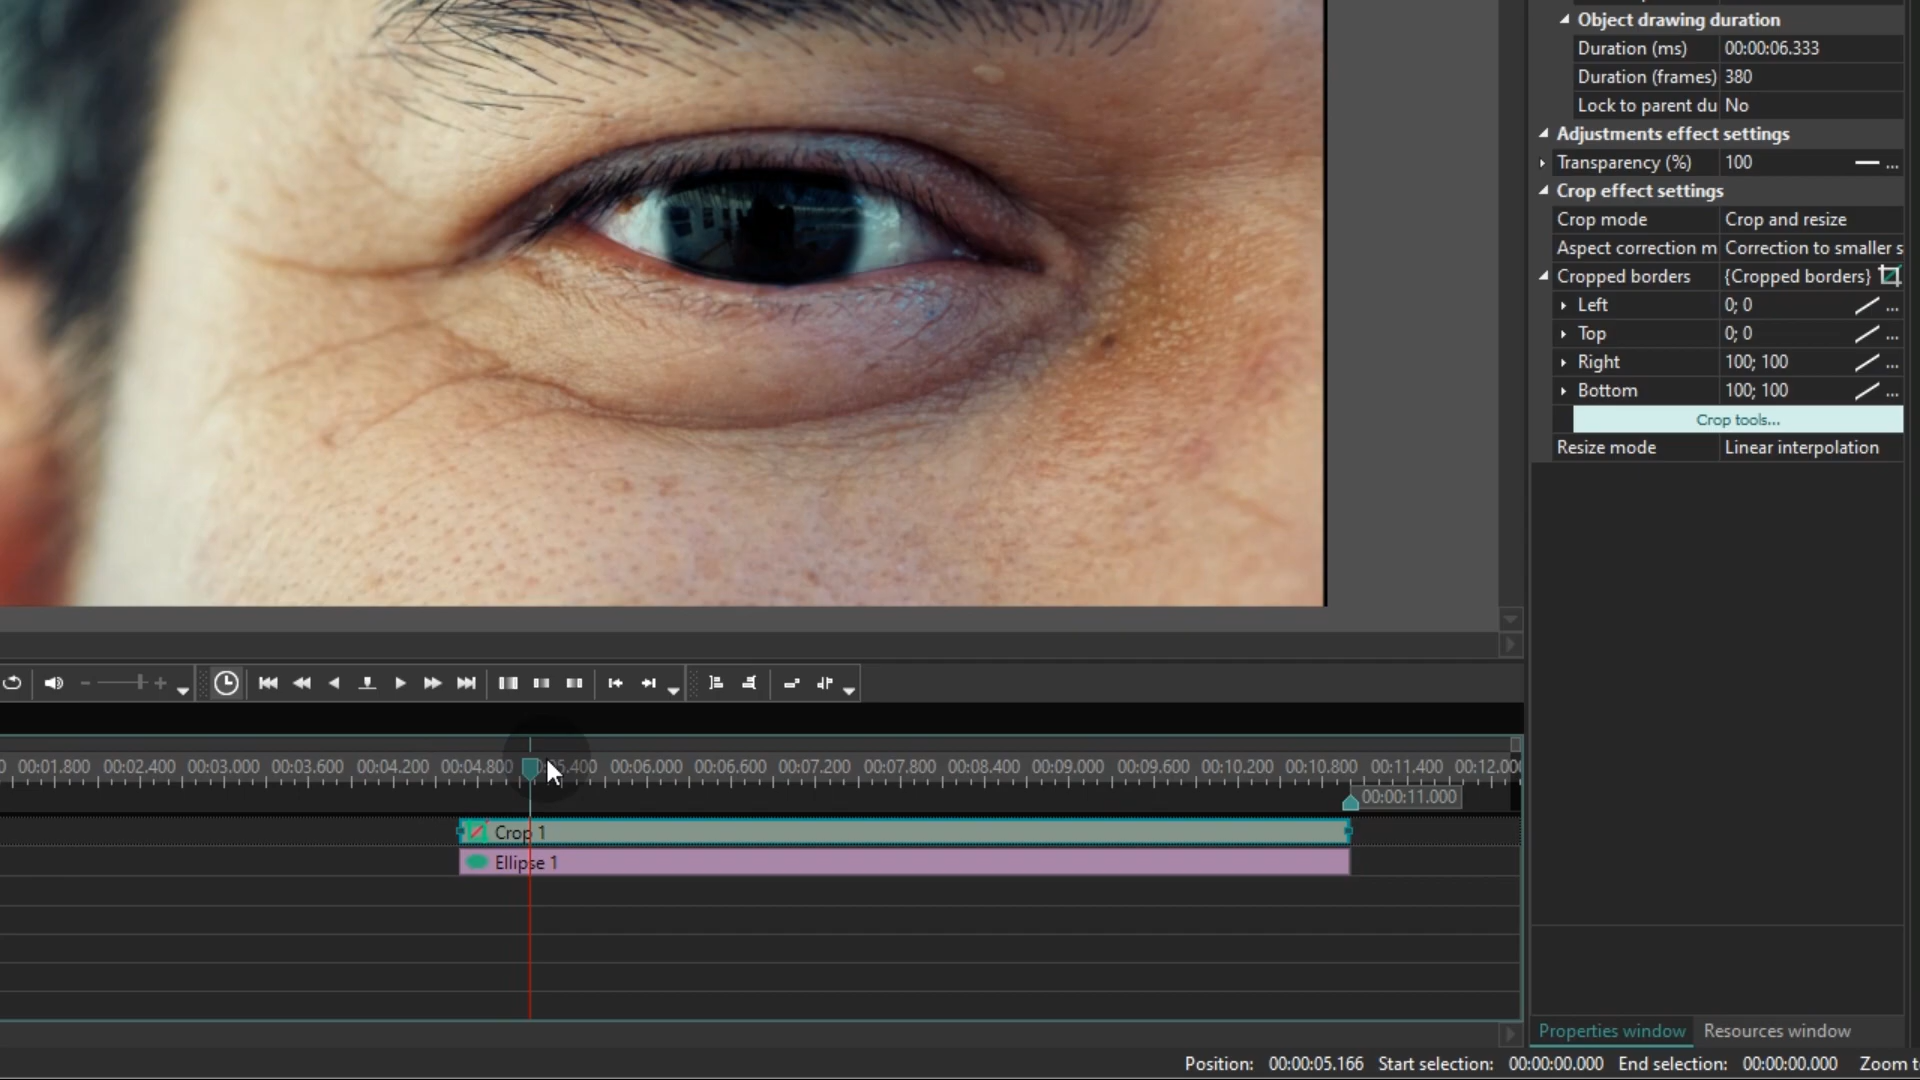 Object drawing duration
Duration (ms) 00:00:06.333
Duration (frames) 380
Lock to parent du No
Adjustments effect settings
Transparency (%) 100 ...
Crop effect settings
Crop mode Crop and resize
Aspect correction m Correction to smaller s
Cropped borders {Cropped borders}
Left 0; 0 ...
Top 0; 0 ...
Right 100; 100 ...
Bottom 100; 100 ...
Crop tools...
Resize mode Linear interpolation
0 00:01.800 00:02.400 00:03.000 00:03.600 00:04.200 00:04.800 05.400 00:06.000 00:06.600 00:07.200 00:07.800 00:08.400 00:09.000 00:09.600 00:10.200 00:10.800 00:11.400 00:12.000
00:00:11.000
Crop 1
Ellipse 1
Properties window Resources window
Position: 00:00:05.166 Start selection: 00:00:00.000 End selection: 00:00:00.000 Zoom t